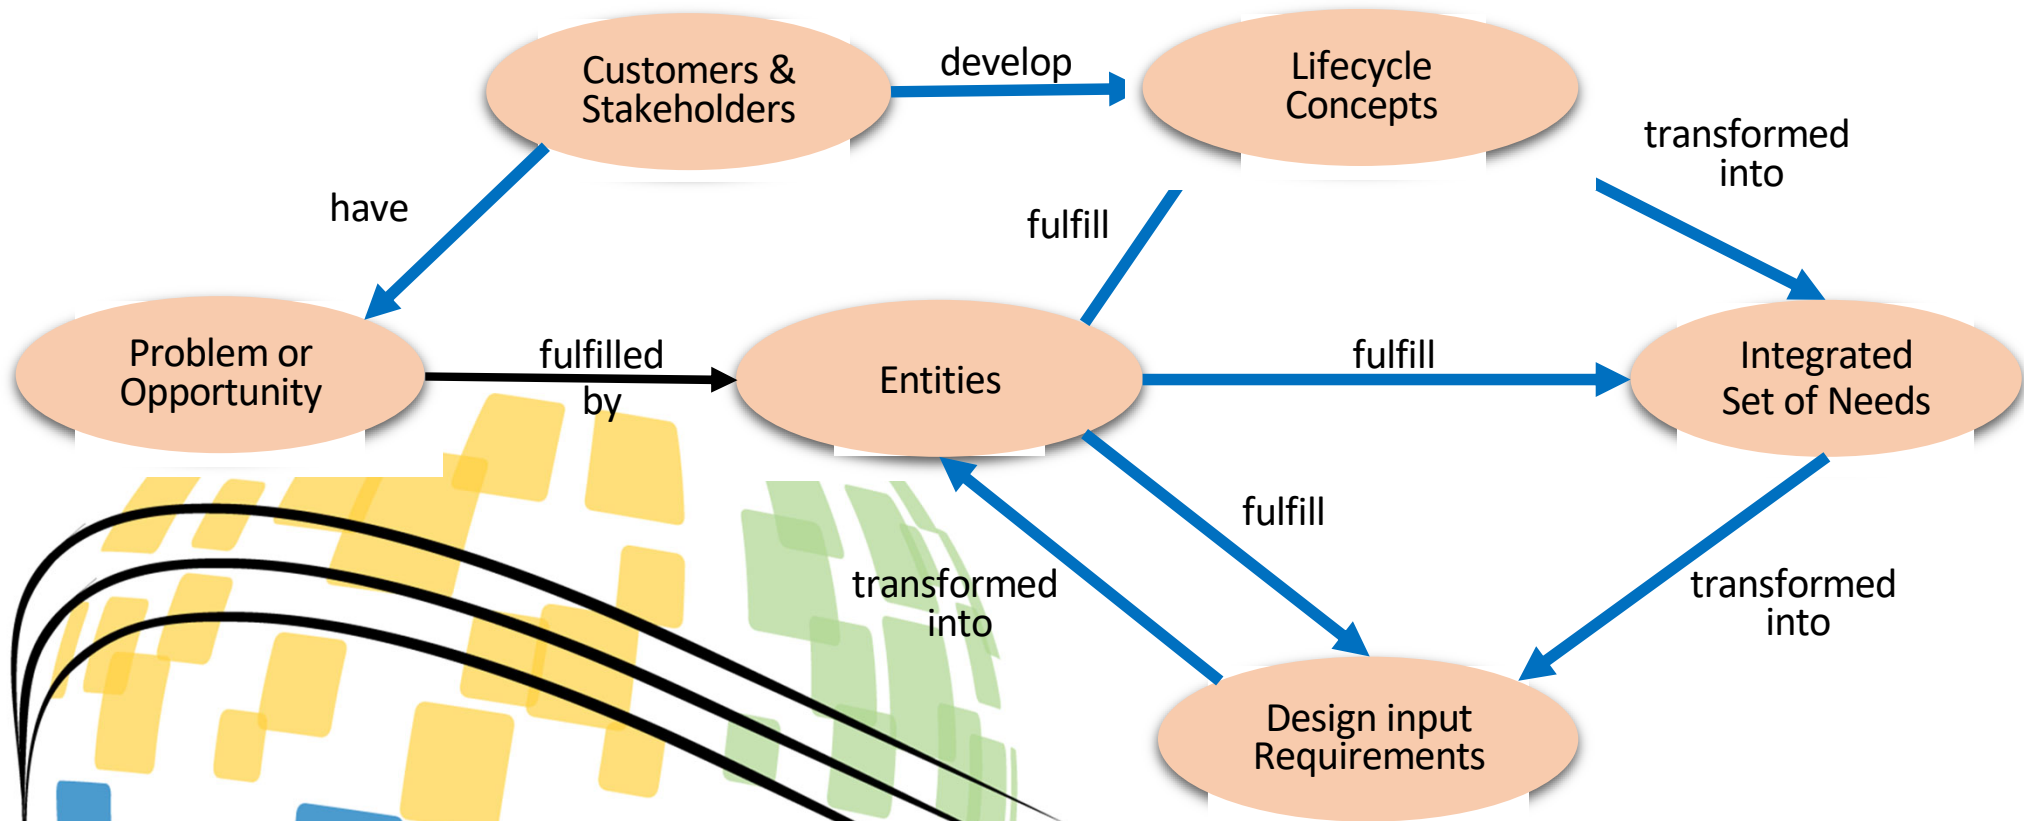 Customers &
Stakeholders
develop
Lifecycle
Concepts
transformed
into
have
fulfill
Problem or
Opportunity
fulfilled
by
Entities
fulfill
Integrated
Set of Needs
fulfill
transformed
into
transformed
into
Design input
Requirements